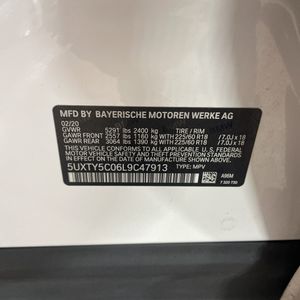 MFD BY BAYERISCHE MOTOREN WERKE AG
02/20
GVWR 5291 lbs 2400 kg TIRE / RIM
GAWR FRONT 2557 lbs 1160 kg WITH 225/60 R18 /7.0J x 18
GAWR REAR 3064 lbs 1390 kg WITH 225/60 R18 /7.0J x 18
THIS VEHICLE CONFORMS TO ALL APPLICABLE
U.S. FEDERAL MOTOR VEHICLE SAFETY
STANDARDS IN EFFECT ON THE DATE OF
MANUFACTURE SHOWN ABOVE.
5UXTY5C06L9C47913 TYPE: MPV A96M